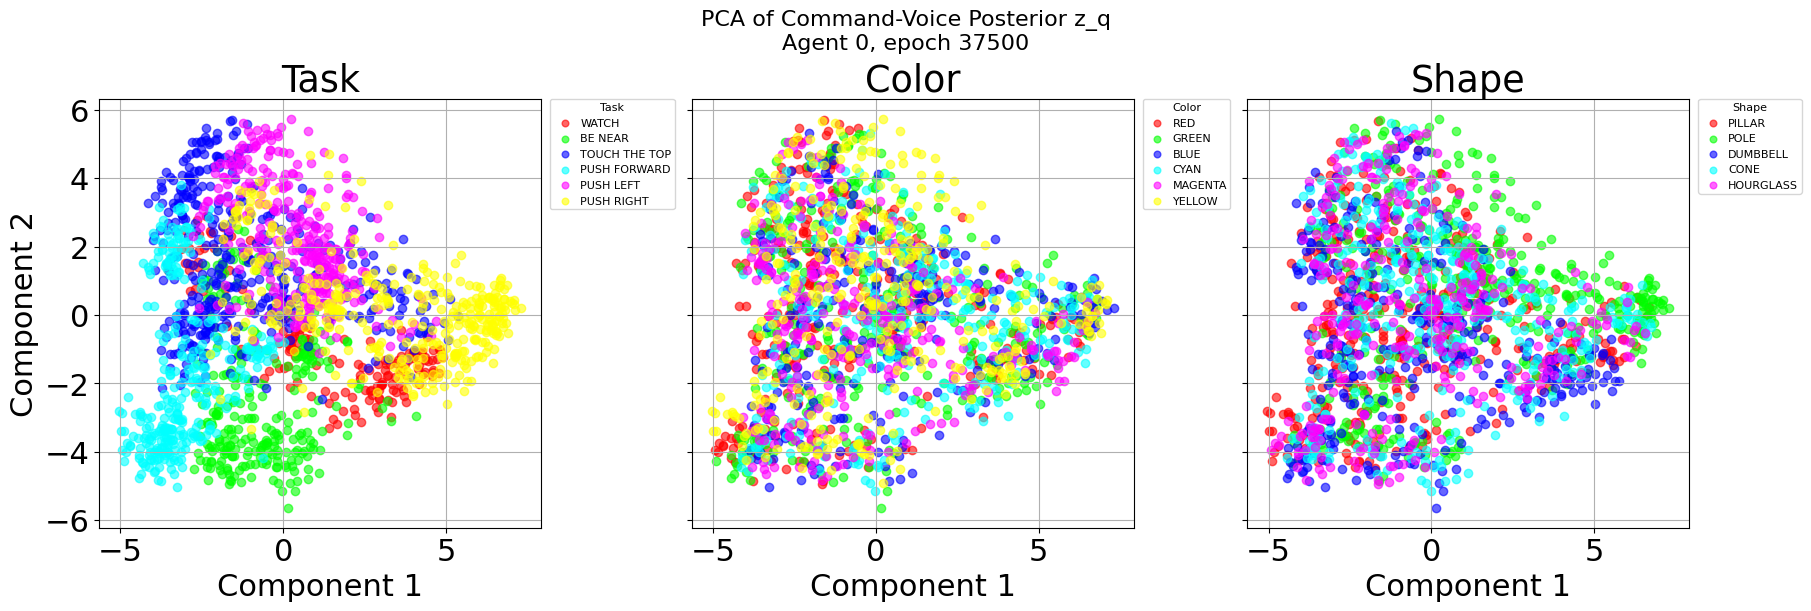 PCA of Command-Voice Posterior z_q
Agent 0, epoch 37500
Task
Color
Shape
Component 2
6
4
2
0
−2
−4
−6
−5 0 5
Component 1
Task
WATCH
BE NEAR
TOUCH THE TOP
PUSH FORWARD
PUSH LEFT
PUSH RIGHT
−5 0 5
Component 1
Color
RED
GREEN
BLUE
CYAN
MAGENTA
YELLOW
−5 0 5
Component 1
Shape
PILLAR
POLE
DUMBBELL
CONE
HOURGLASS